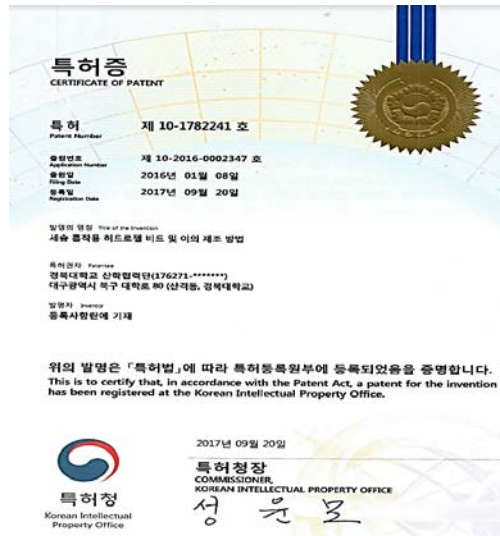 특허증
CERTIFICATE OF PATENT
특허 제 10-1782241 호
Patent Number
출원번호 제 10-2016-0002347 호
Application Number
출원일 2016년 01월 08일
Filing Date
등록일 2017년 09월 20일
Registration Date
발명의 명칭 Title of the Invention
세슘 흡착용 하드로젤 비드 및 이의 제조 방법
특허권자 Patentee
경북대학교 산학협력단(176271-*******)
대구광역시 북구 대학로 80 (산격동, 경북대학교)
발명자 Inventor
등록사항란에 기재
위의 발명은 「특허법」에 따라 특허등록원부에 등록되었음을 증명합니다.
This is to certify that, in accordance with the Patent Act, a patent for the invention
has been registered at the Korean Intellectual Property Office.
2017년 09월 20일
특허청장
COMMISSIONER,
KOREAN INTELLECTUAL PROPERTY OFFICE
성윤모
특허청
Korean Intellectual
Property Office